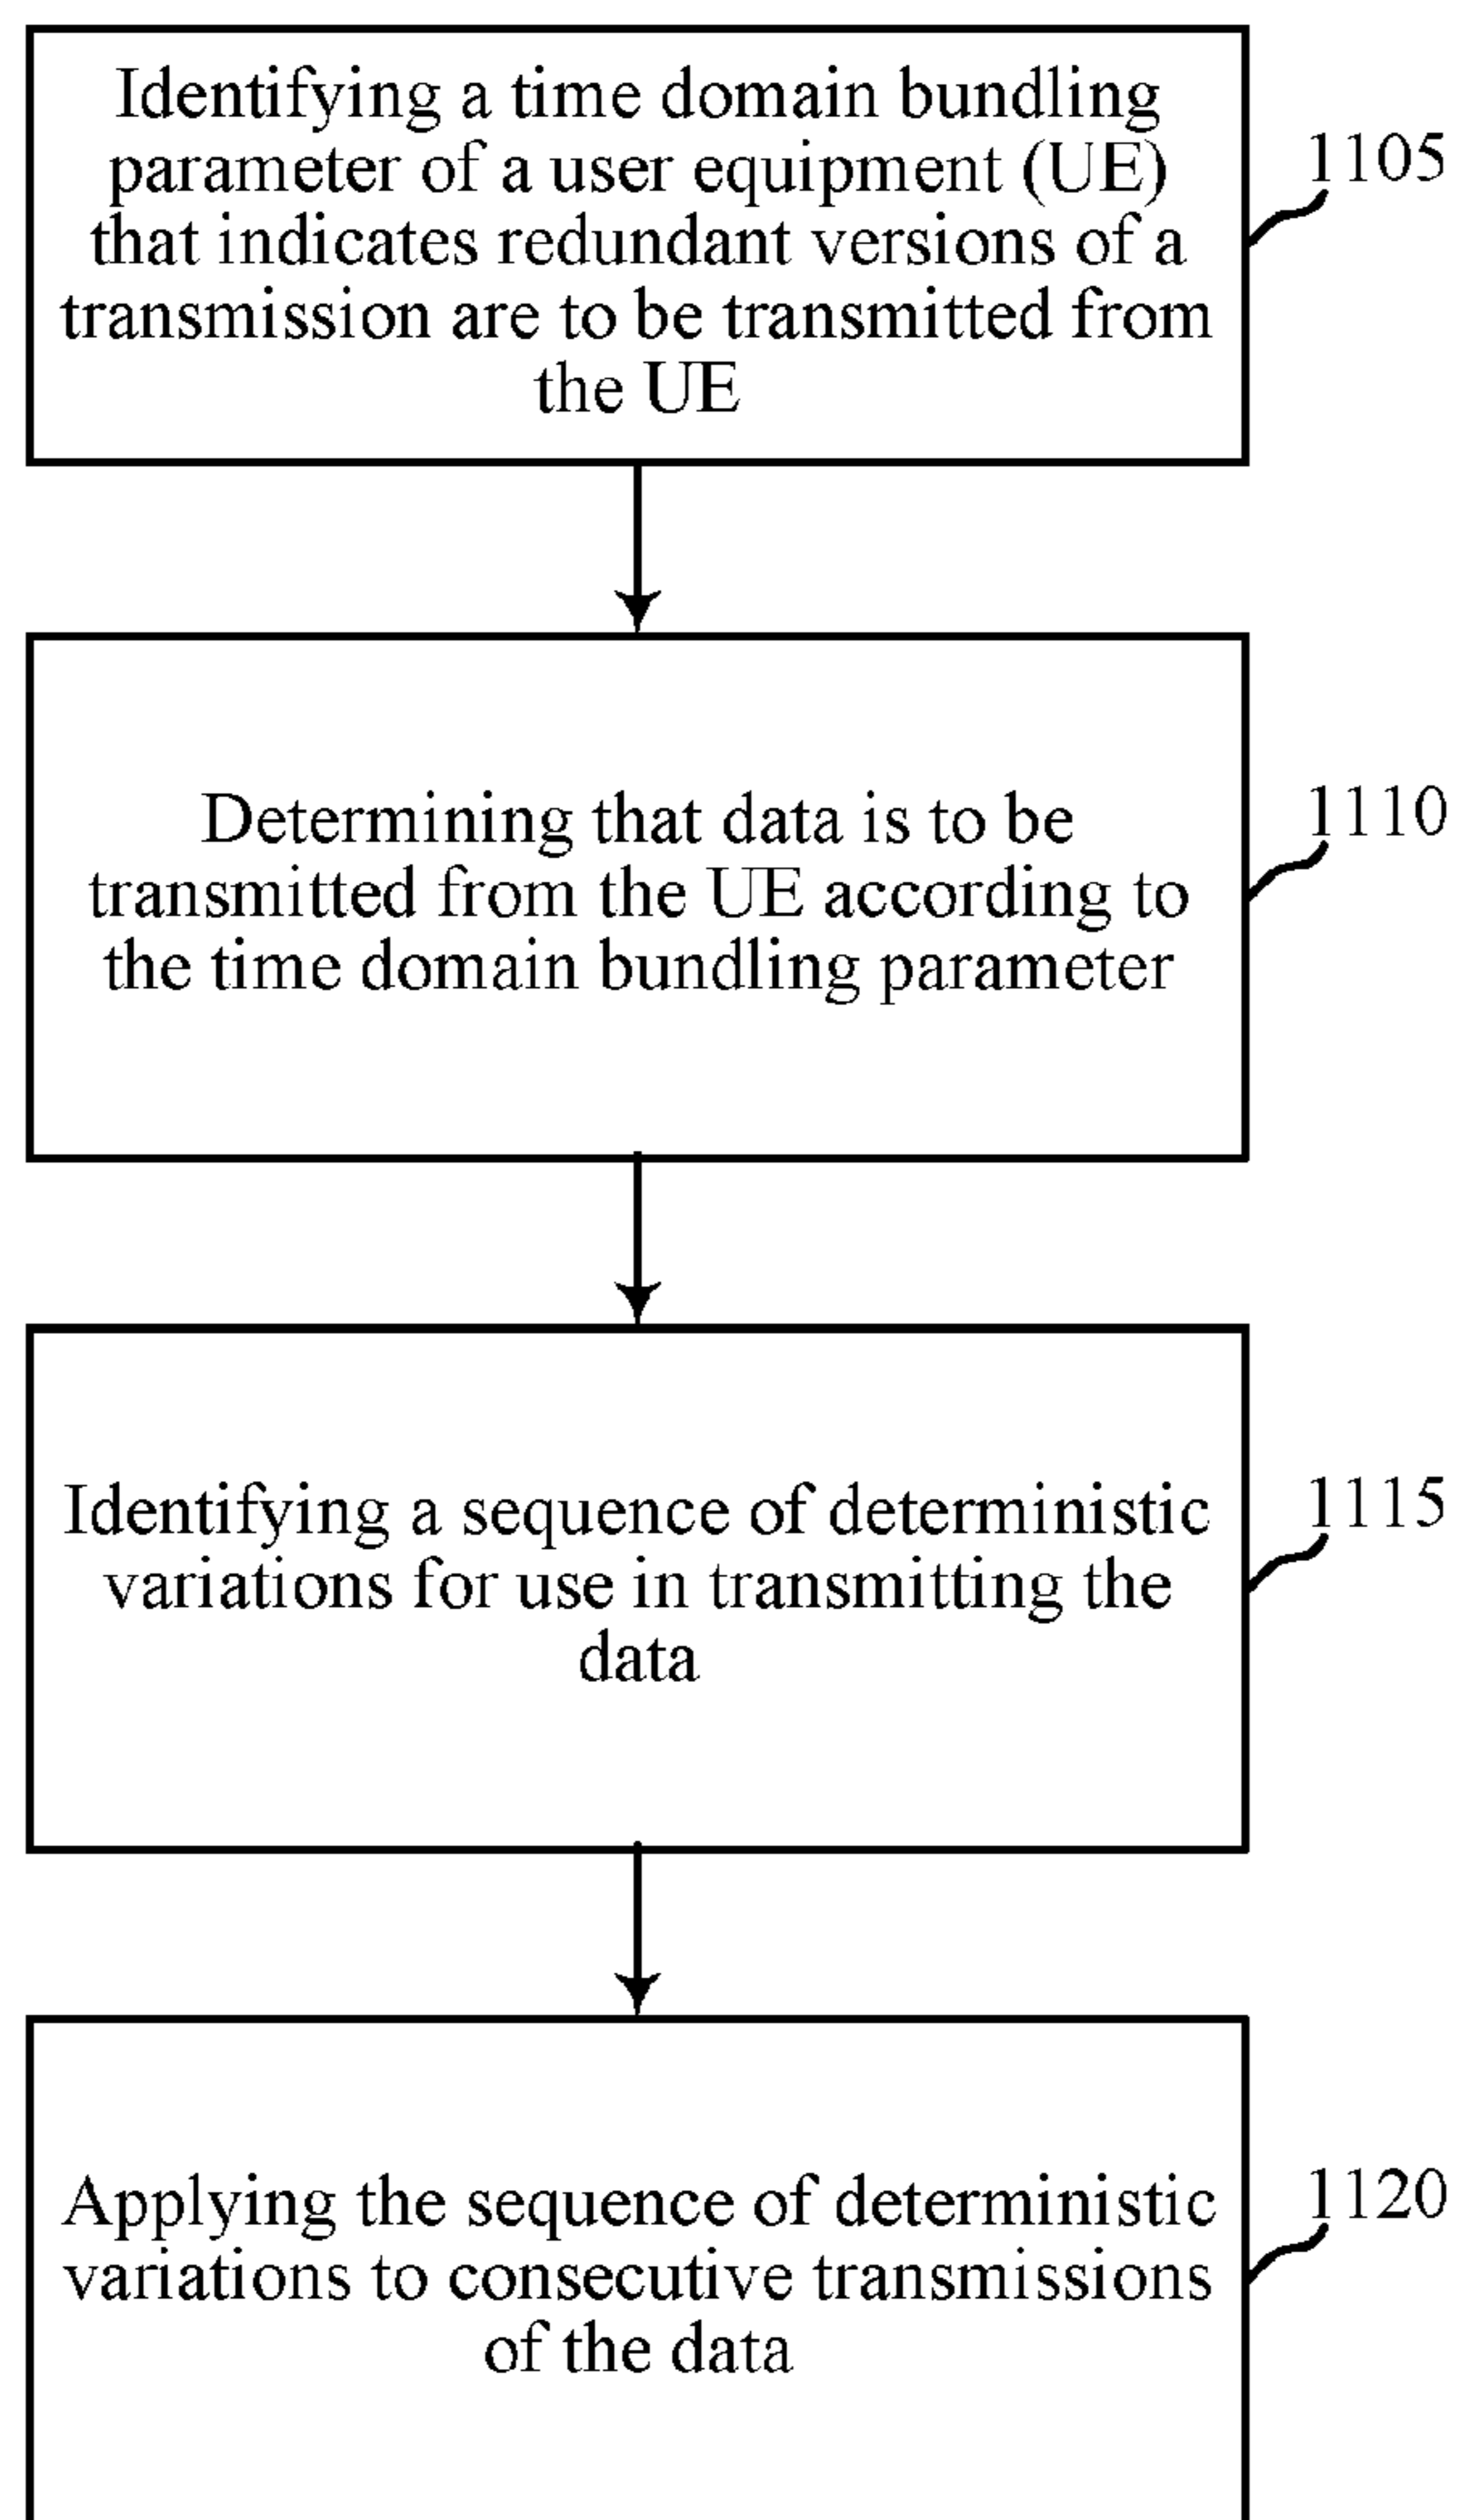 Identifying a time domain bundling
parameter of a user equipment (UE)
that indicates redundant versions of a
transmission are to be transmitted from
the UE
1105
Determining that data is to be
transmitted from the UE according to
the time domain bundling parameter
1110
Identifying a sequence of deterministic
variations for use in transmitting the
data
1115
Applying the sequence of deterministic
variations to consecutive transmissions
of the data
1120